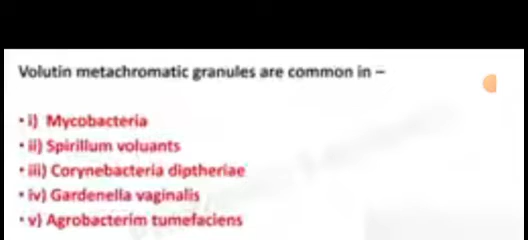 Volutin metachromatic granules are common in –
• i) Mycobacteria
• ii) Spirillum voluants
• iii) Corynebacteria diptheriae
• iv) Gardenella vaginalis
• v) Agrobacterim tumefaciens